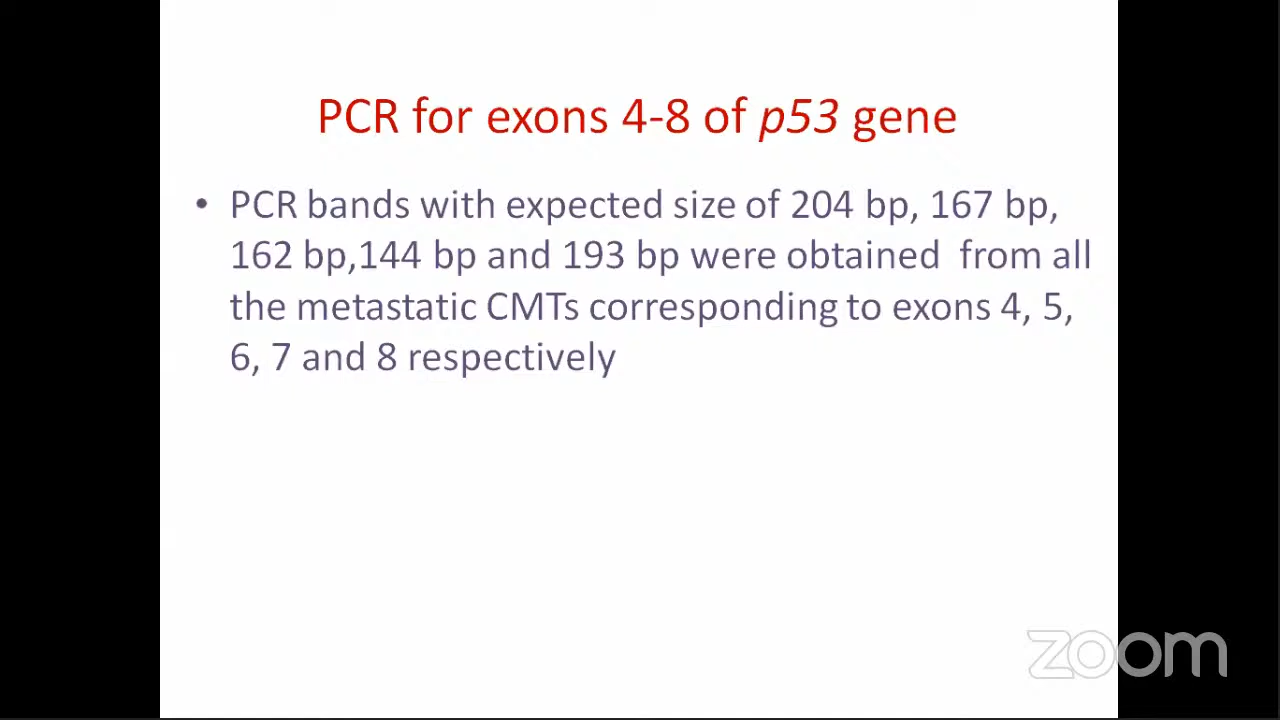 PCR for exons 4-8 of p53 gene
• PCR bands with expected size of 204 bp, 167 bp,
162 bp,144 bp and 193 bp were obtained  from all
the metastatic CMTs corresponding to exons 4, 5,
6, 7 and 8 respectively
zoom